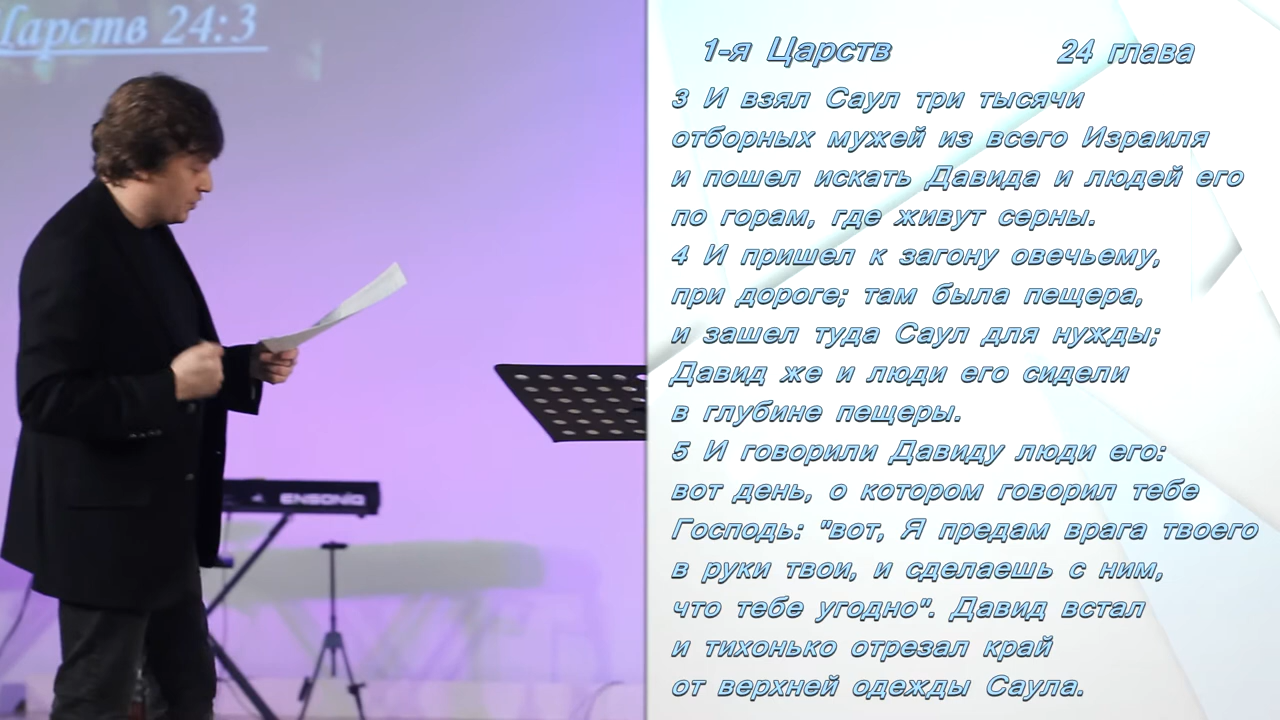 Царств 24:3
ENSONIQ
1-я Царств 24 глава
3 И взял Саул три тысячи
отборных мужей из всего Израиля
и пошел искать Давида и людей его
по горам, где живут серны.
4 И пришел к загону овечьему,
при дороге; там была пещера,
и зашел туда Саул для нужды;
Давид же и люди его сидели
в глубине пещеры.
5 И говорили Давиду люди его:
вот день, о котором говорил тебе
Господь: "вот, Я предам врага твоего
в руки твои, и сделаешь с ним,
что тебе угодно". Давид встал
и тихонько отрезал край
от верхней одежды Саула.